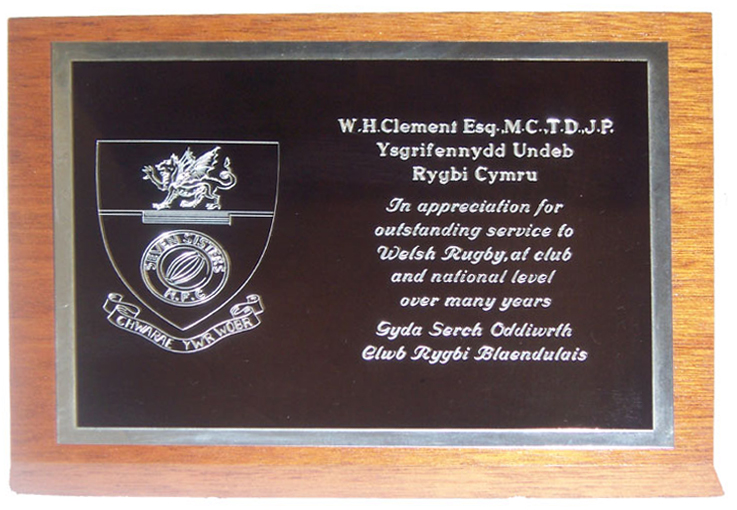 W.H.Clement Esq.,M.C.,T.D.,J.P.
Ysgrifennydd Undeb
Rygbi Cymru
In appreciation for
outstanding service to
Welsh Rugby, at club
and national level
over many years
Gyda Serch Oddiwrth
Clwb Rygbi Blaendulais
SEVEN SISTERS
R.F.C
CHWARAE YW'R WOBR